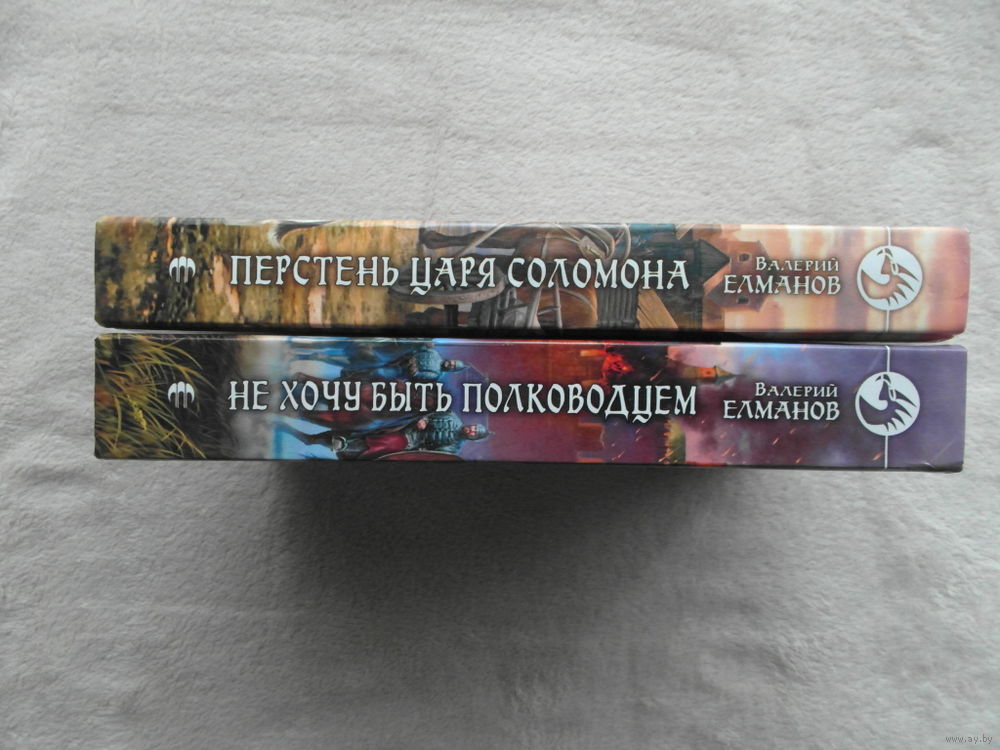 ПЕРСТЕНЬ ЦАРЯ СОЛОМОНА
ВАЛЕРИЙ
ЕЛМАНОВ
НЕ ХОЧУ БЫТЬ ПОЛКОВОДЦЕМ
ВАЛЕРИЙ
ЕЛМАНОВ
www.ay.by